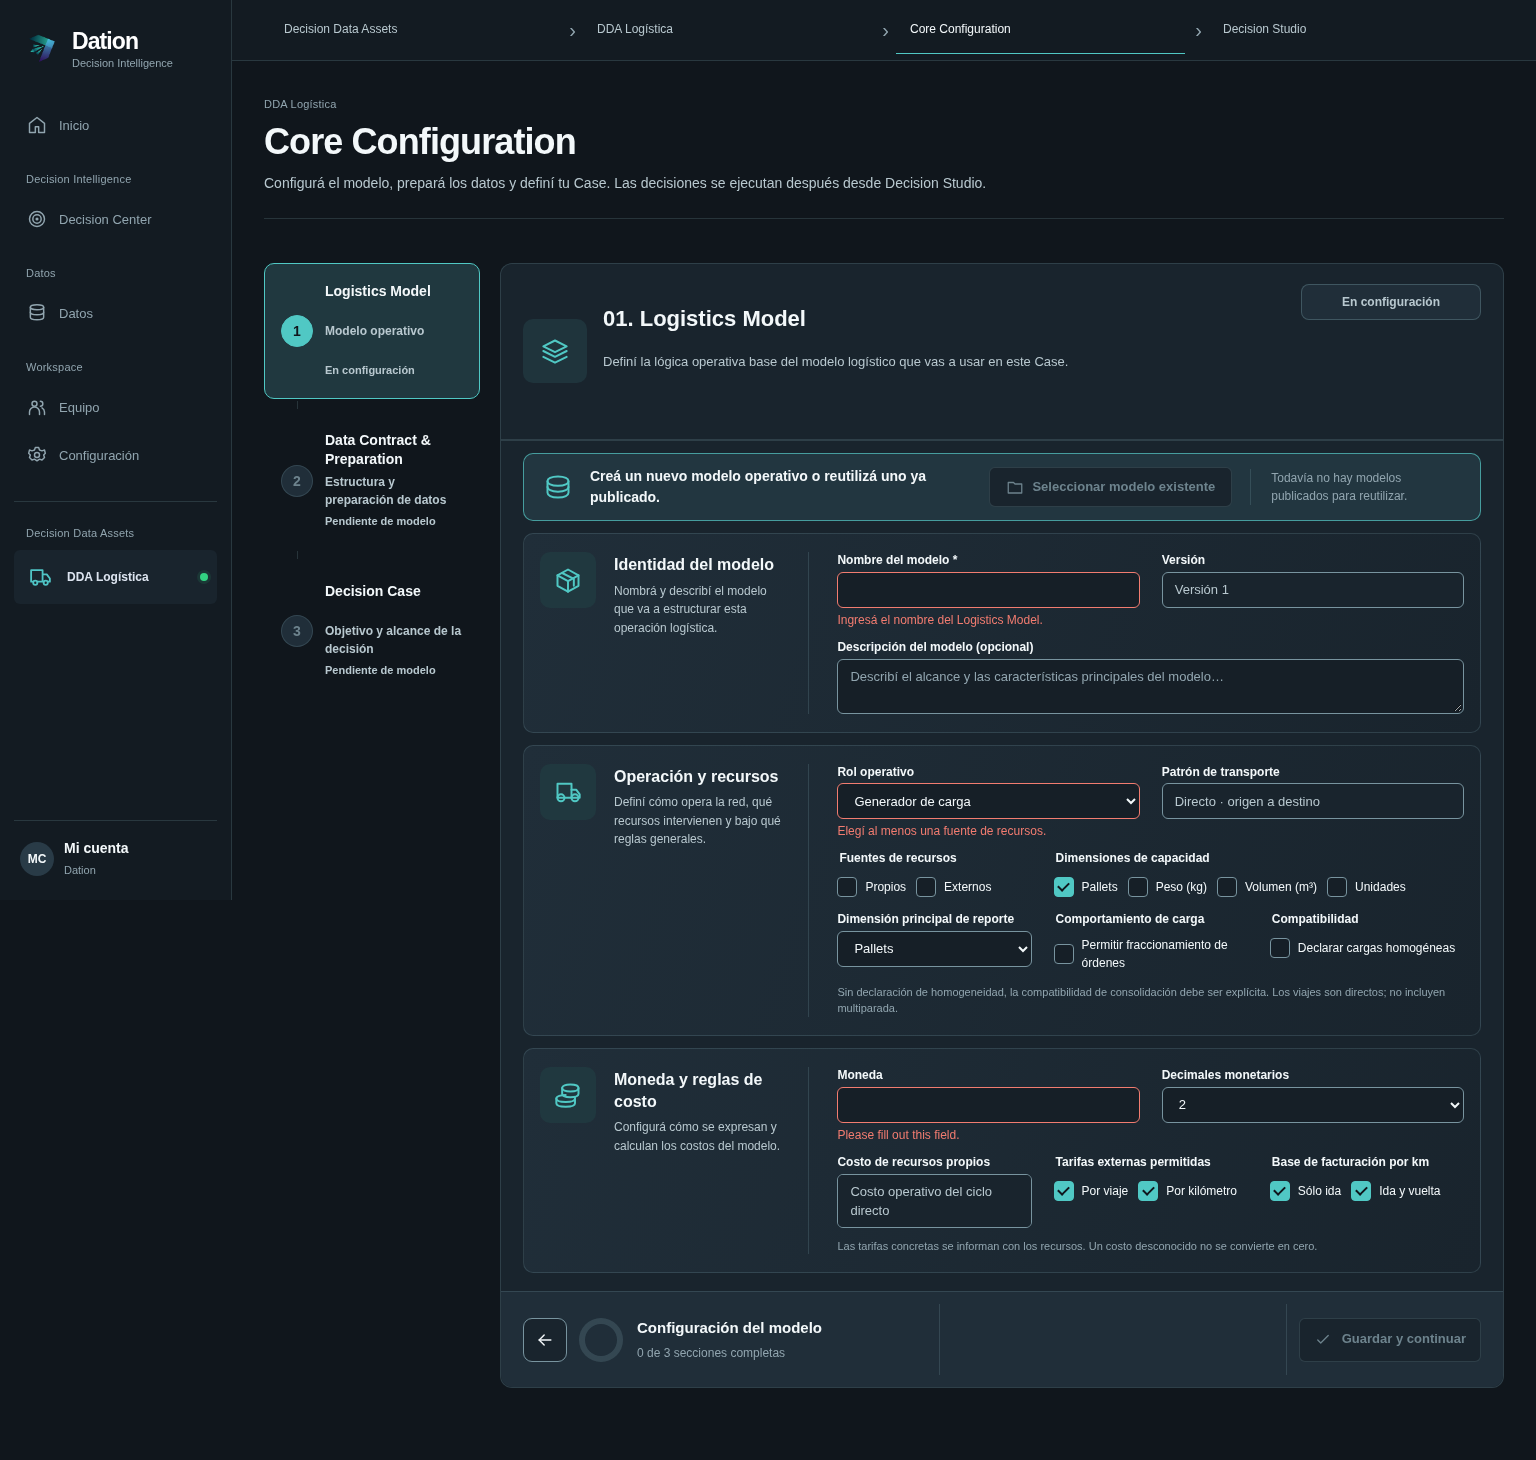 Dation
Decision Intelligence
Inicio
Decision Intelligence
Decision Center
Datos
Datos
Workspace
Equipo
Configuración
Decision Data Assets
DDA Logística
MC
Mi cuenta
Dation
Decision Data Assets
DDA Logística
Core Configuration
Decision Studio
DDA Logística
Core Configuration
Configurá el modelo, prepará los datos y definí tu Case. Las decisiones se ejecutan después desde Decision Studio.
Logistics Model
1
Modelo operativo
En configuración
Data Contract &
Preparation
2
Estructura y
preparación de datos
Pendiente de modelo
Decision Case
3
Objetivo y alcance de la
decisión
Pendiente de modelo
01. Logistics Model
Definí la lógica operativa base del modelo logístico que vas a usar en este Case.
En configuración
Creá un nuevo modelo operativo o reutilizá uno ya
publicado.
Seleccionar modelo existente
Todavía no hay modelos
publicados para reutilizar.
Identidad del modelo
Nombrá y describí el modelo
que va a estructurar esta
operación logística.
Nombre del modelo *
Ingresá el nombre del Logistics Model.
Versión
Versión 1
Descripción del modelo (opcional)
Describí el alcance y las características principales del modelo…
Operación y recursos
Definí cómo opera la red, qué
recursos intervienen y bajo qué
reglas generales.
Rol operativo
Generador de carga
Elegí al menos una fuente de recursos.
Patrón de transporte
Directo · origen a destino
Fuentes de recursos
Propios
Externos
Dimensiones de capacidad
Pallets
Peso (kg)
Volumen (m³)
Unidades
Dimensión principal de reporte
Pallets
Comportamiento de carga
Permitir fraccionamiento de
órdenes
Compatibilidad
Declarar cargas homogéneas
Sin declaración de homogeneidad, la compatibilidad de consolidación debe ser explícita. Los viajes son directos; no incluyen
multiparada.
Moneda y reglas de
costo
Configurá cómo se expresan y
calculan los costos del modelo.
Moneda
Please fill out this field.
Decimales monetarios
2
Costo de recursos propios
Costo operativo del ciclo
directo
Tarifas externas permitidas
Por viaje
Por kilómetro
Base de facturación por km
Sólo ida
Ida y vuelta
Las tarifas concretas se informan con los recursos. Un costo desconocido no se convierte en cero.
Configuración del modelo
0 de 3 secciones completas
Guardar y continuar